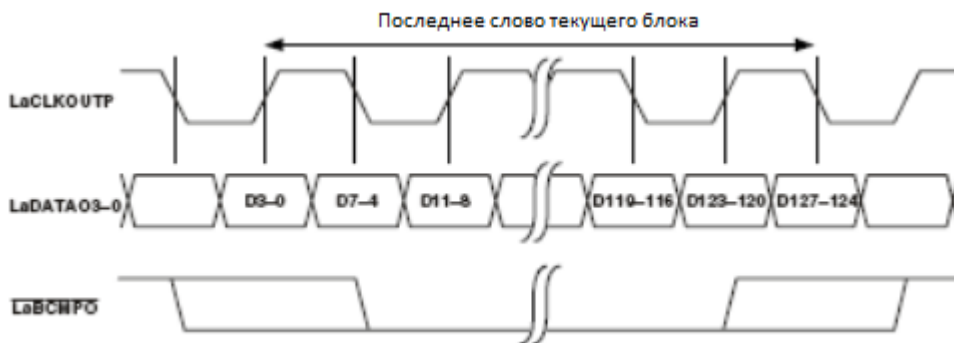 Последнее слово текущего блока
LaCLKOUTP
LaDATAO3–0
D3–0
D7–4
D11–8
D119–116
D123–120
D127–124
LaBCMPO